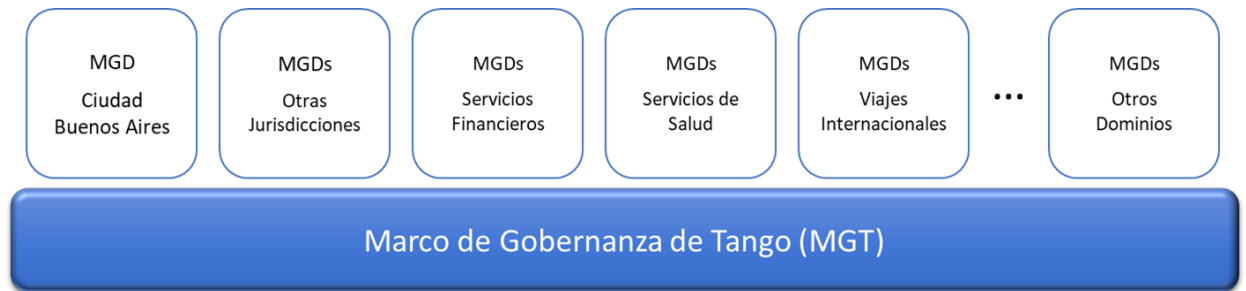 MGD
Ciudad
Buenos Aires
MGDs
Otras
Jurisdicciones
MGDs
Servicios
Financieros
MGDs
Servicios de
Salud
MGDs
Viajes
Internacionales
...
MGDs
Otros
Dominios
Marco de Gobernanza de Tango (MGT)